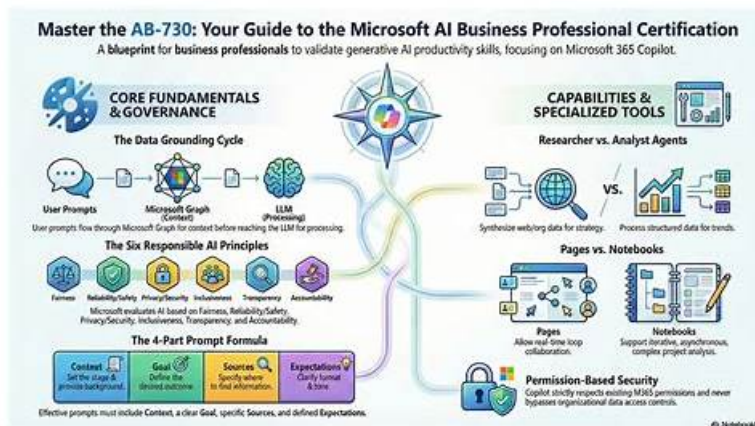 Master the AB-730: Your Guide to the Microsoft AI Business Professional Certification
A blueprint for business professionals to validate generative AI productivity skills, focusing on Microsoft 365 Copilot.
CORE FUNDAMENTALS
& GOVERNANCE
The Data Grounding Cycle
User Prompts
Microsoft Graph
(Context)
LLM
(Processing)
User prompts flow through Microsoft Graph for context before reaching the LLM for processing.
The Six Responsible AI Principles
Fairness
Reliability/Safety
Privacy/Security
Inclusiveness
Transparency
Accountability
Microsoft evaluates AI based on Fairness, Reliability/Safety,
Privacy/Security, Inclusiveness, Transparency, and Accountability.
The 4-Part Prompt Formula
Context
Set the stage &
provide background.
Goal
Define the
desired outcome.
Sources
Specify where
to find information.
Expectations
Clarify format
& tone
Effective prompts must include Context, a clear Goal, specific Sources, and defined Expectations.
CAPABILITIES &
SPECIALIZED TOOLS
Researcher vs. Analyst Agents
VS.
Synthesize web/org data for strategy.
Process structured data for trends.
Pages vs. Notebooks
Pages
Allow real-time loop
collaboration.
Notebooks
Support iterative, asynchronous,
complex project analysis.
Permission-Based Security
Copilot strictly respects existing M365 permissions and never
bypasses organizational data access controls.